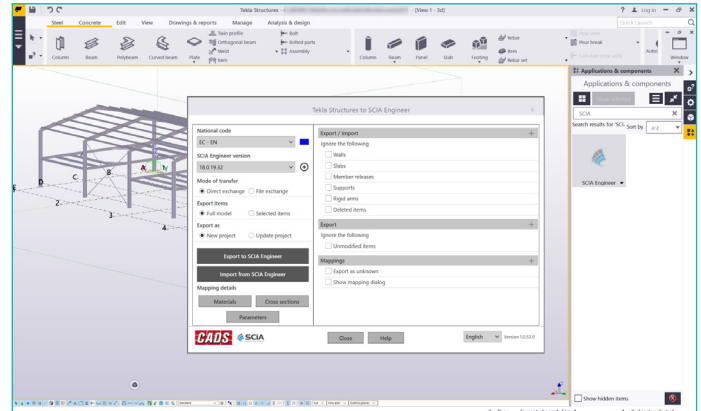 Tekla Structures -
- [View 1 - 3d]
? Log in
Steel Concrete Edit View Drawings & reports Manage Analysis & design
Quick Launch
Column Beam Polybeam Curved beam Plate
Twin profile
Orthogonal beam
Weld
Item
Bolt
Bolted parts
Assembly
Column Beam Panel Slab Footing
Rebar
Item
Rebar set
Pour view
Pour break
Window
Applications & components
Applications & components
SCIA
Search results for 'SCI. Sort by A-Z
SCIA Engineer
Show hidden items
D C B A
2 3 4
Tekla Structures to SCIA Engineer
National code
EC - EN
SCIA Engineer version
18.0.19.32
Mode of transfer
Direct exchange File exchange
Export items
Full model Selected items
Export as
New project Update project
Export to SCIA Engineer
Import from SCIA Engineer
Mapping details
Materials Cross sections
Parameters
Export / Import
Ignore the following
Walls
Slabs
Member releases
Supports
Rigid arms
Deleted items
Export
Ignore the following
Unmodified items
Mappings
Export as unknown
Show mapping dialog
CADS SCIA
Close Help
English Version 1.0.52.0